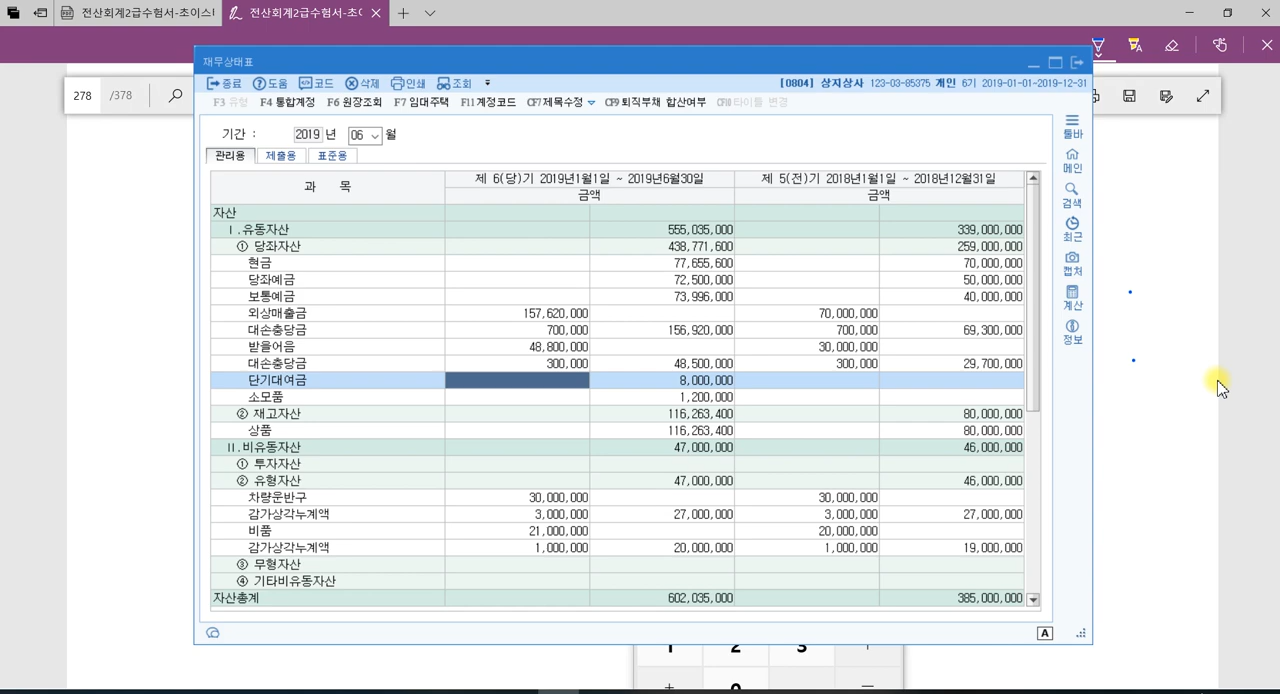 전산회계2급수험서-초이스! 전산회계2급수험서-초이
278 /378
재무상태표
종료 도움 코드 삭제 인쇄 조회
[0804] 상지상사 123-03-85375 개인 6기 2019-01-01-2019-12-31
F3 유형 F4 통합계정 F6 원장조회 F7 임대주택 F11 계정코드 CF7 제목수정 CF9 퇴직부채 합산여부 CF10 타이틀 변경
기간 : 2019 년 06 월
관리용 제출용 표준용
과 목 제 6(당)기 2019년1월1일 ~ 2019년6월30일 제 5(전)기 2018년1월1일 ~ 2018년12월31일
금액 금액
자산
Ⅰ.유동자산 555,035,000 339,000,000
① 당좌자산 438,771,600 259,000,000
현금 77,655,600 70,000,000
당좌예금 72,500,000 50,000,000
보통예금 73,996,000 40,000,000
외상매출금 157,620,000 70,000,000
대손충당금 700,000 156,920,000 700,000 69,300,000
받을어음 48,800,000 30,000,000
대손충당금 300,000 48,500,000 300,000 29,700,000
단기대여금 8,000,000
소모품 1,200,000
② 재고자산 116,263,400 80,000,000
상품 116,263,400 80,000,000
Ⅱ.비유동자산 47,000,000 46,000,000
① 투자자산
② 유형자산 47,000,000 46,000,000
차량운반구 30,000,000 30,000,000
감가상각누계액 3,000,000 27,000,000 3,000,000 27,000,000
비품 21,000,000 20,000,000
감가상각누계액 1,000,000 20,000,000 1,000,000 19,000,000
③ 무형자산
④ 기타비유동자산
자산총계 602,035,000 385,000,000
툴바
메인
검색
최근
캡처
계산
정보
A
1 2 3